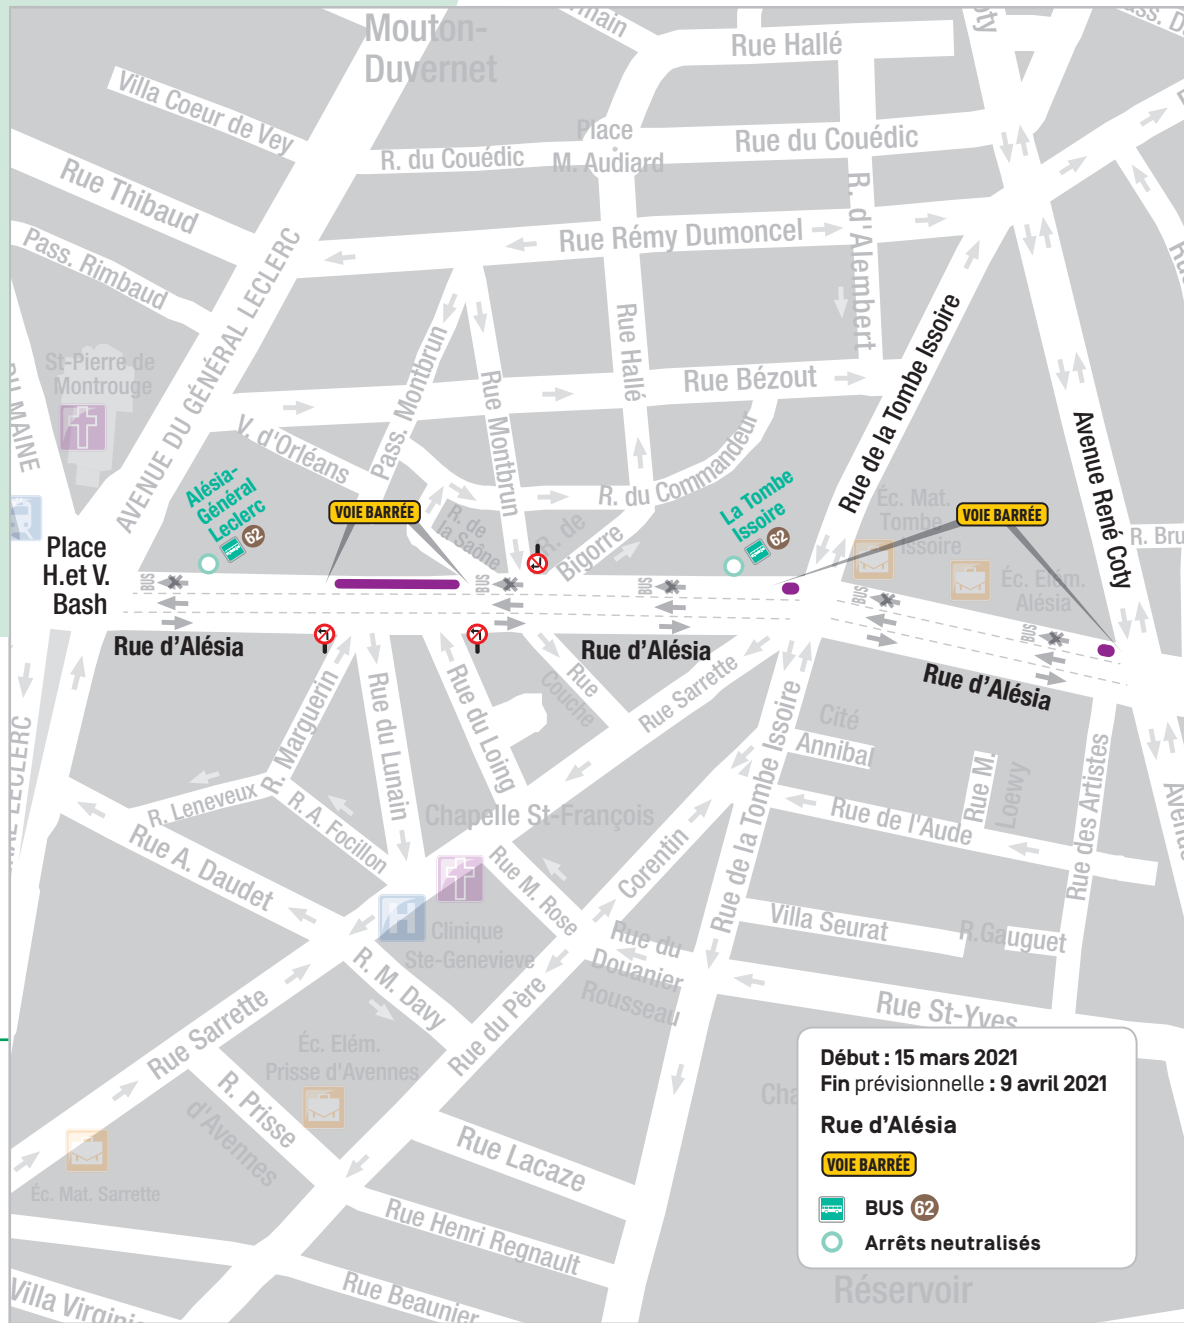 Mouton-
Duvernet
Rue Hallé
Coty
Villa Coeur de Vey
Place
M. Audiard
R. du Couédic
Rue du Couédic
Rue Thibaud
R. d'Alembert
Pass. Rimbaud
Rue Rémy Dumoncel
AVENUE DU GÉNÉRAL LECLERC
St-Pierre de
Montrouge
DU MAINE
Pass. Montbrun
Rue Montbrun
Rue Hallé
Rue Bézout
Rue de la Tombe Issoire
Avenue René Coty
V. d'Orléans
R. du Commandeur
Alésia-
Général
Leclerc
62
VOIE BARRÉE
R. de
la Saône
R. de
Bigorre
La Tombe
Issoire
62
Éc. Mat.
Tombe
Issoire
VOIE BARRÉE
R. Bru
Éc. Elém.
Alésia
Place
H.et V.
Bash
BUS
BUS
BUS
BUS
BUS
Rue d'Alésia
Rue d'Alésia
Rue d'Alésia
R. Marguerin
Rue du Lunain
Rue du Loing
Rue
Couche
Rue Sarrette
Rue de la Tombe Issoire
Cité
Annibal
Rue M.
Loewy
Rue des Artistes
Avenue
LECLERC
R. Leneveux
R. A. Focillon
Chapelle St-François
Rue de l'Aude
Rue A. Daudet
Rue M. Rose
Corentin
H
Clinique
Ste-Genevieve
Rue du
Douanier
Rousseau
Villa Seurat
R.Gauguet
R. M. Davy
Rue du Père
Rue St-Yves
Rue Sarrette
Éc. Elém.
Prisse d'Avennes
R. Prisse
d'Avennes
Rue Lacaze
Éc. Mat. Sarrette
Rue Henri Regnault
Rue Beaunier
Villa Virginie
Réservoir
Début : 15 mars 2021
Fin prévisionnelle : 9 avril 2021
Rue d'Alésia
VOIE BARRÉE
BUS 62
Arrêts neutralisés